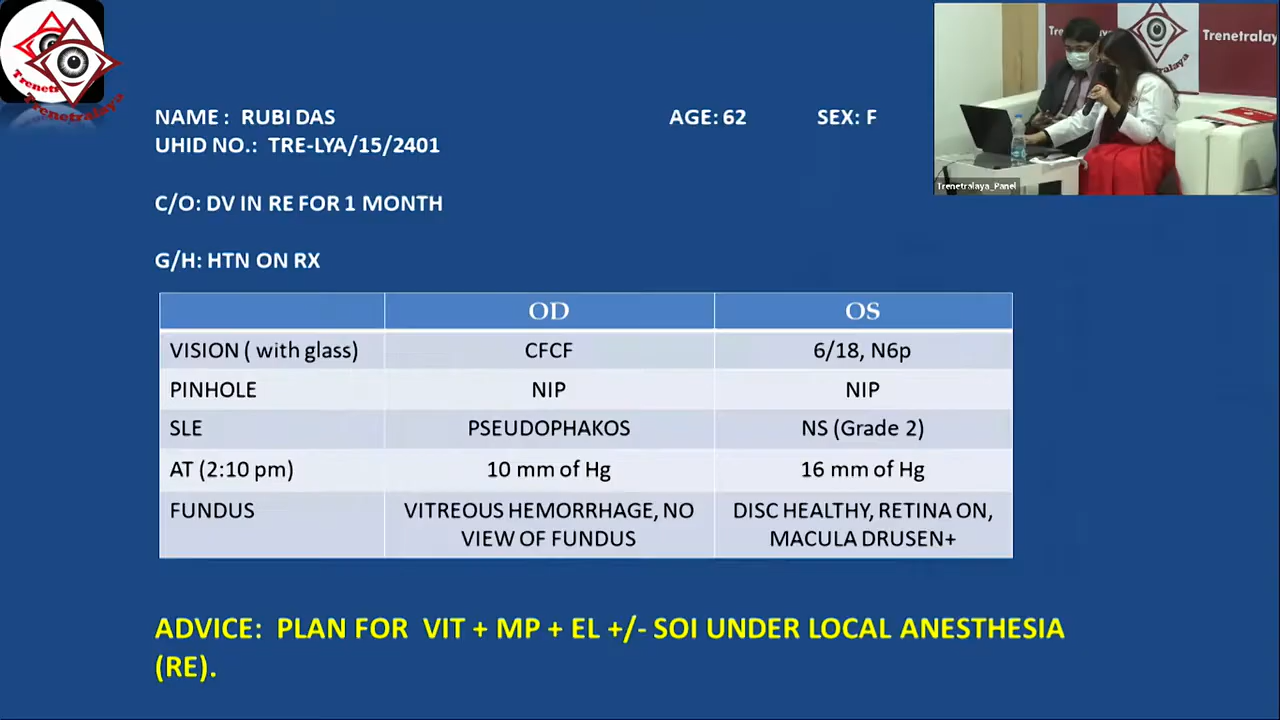 Trenetralaya
NAME : RUBI DAS AGE: 62 SEX: F
UHID NO.: TRE-LYA/15/2401
C/O: DV IN RE FOR 1 MONTH
G/H: HTN ON RX
OD OS
VISION ( with glass) CFCF 6/18, N6p
PINHOLE NIP NIP
SLE PSEUDOPHAKOS NS (Grade 2)
AT (2:10 pm) 10 mm of Hg 16 mm of Hg
FUNDUS VITREOUS HEMORRHAGE, NO DISC HEALTHY, RETINA ON,
VIEW OF FUNDUS MACULA DRUSEN+
ADVICE: PLAN FOR VIT + MP + EL +/- SOI UNDER LOCAL ANESTHESIA
(RE).
Trenetralaya
Trenetralaya_Panel